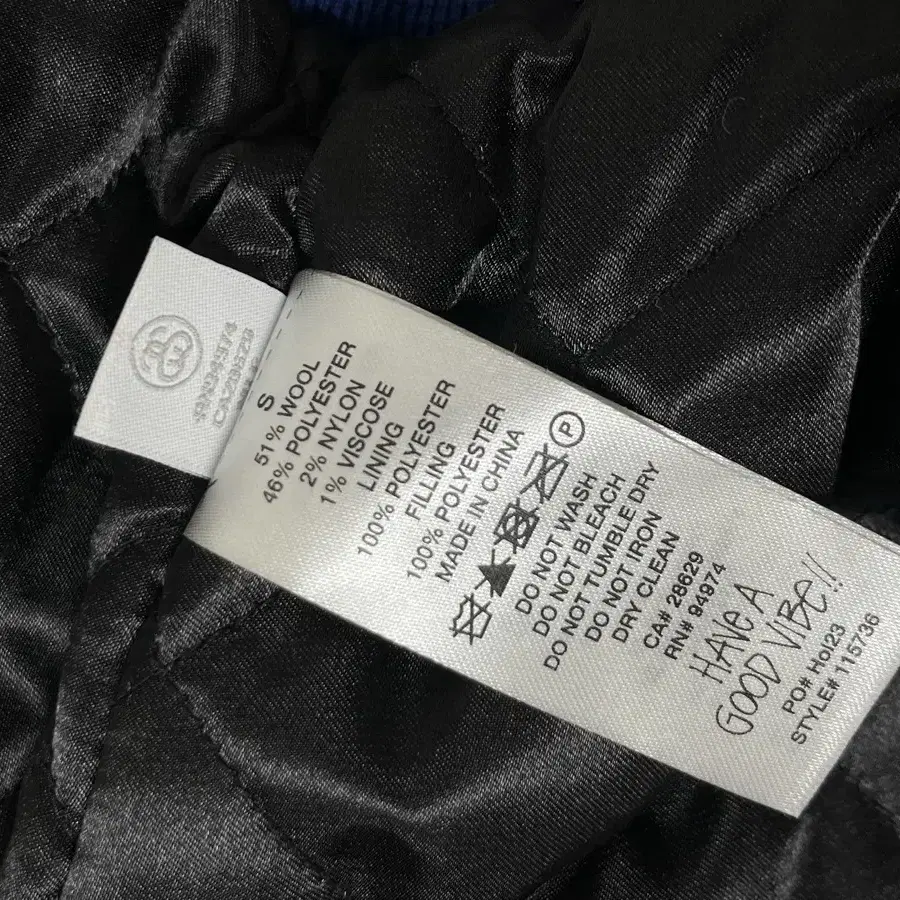 RN94974
CA28629
S
51% WOOL
46% POLYESTER
2% NYLON
1% VISCOSE
LINING
100% POLYESTER
FILLING
100% POLYESTER
MADE IN CHINA
P
DO NOT WASH
DO NOT BLEACH
DO NOT TUMBLE DRY
DO NOT IRON
DRY CLEAN
CA# 28629
RN# 94974
HAVE A
GOOD VIBE!!
PO# Hol23
STYLE# 115736